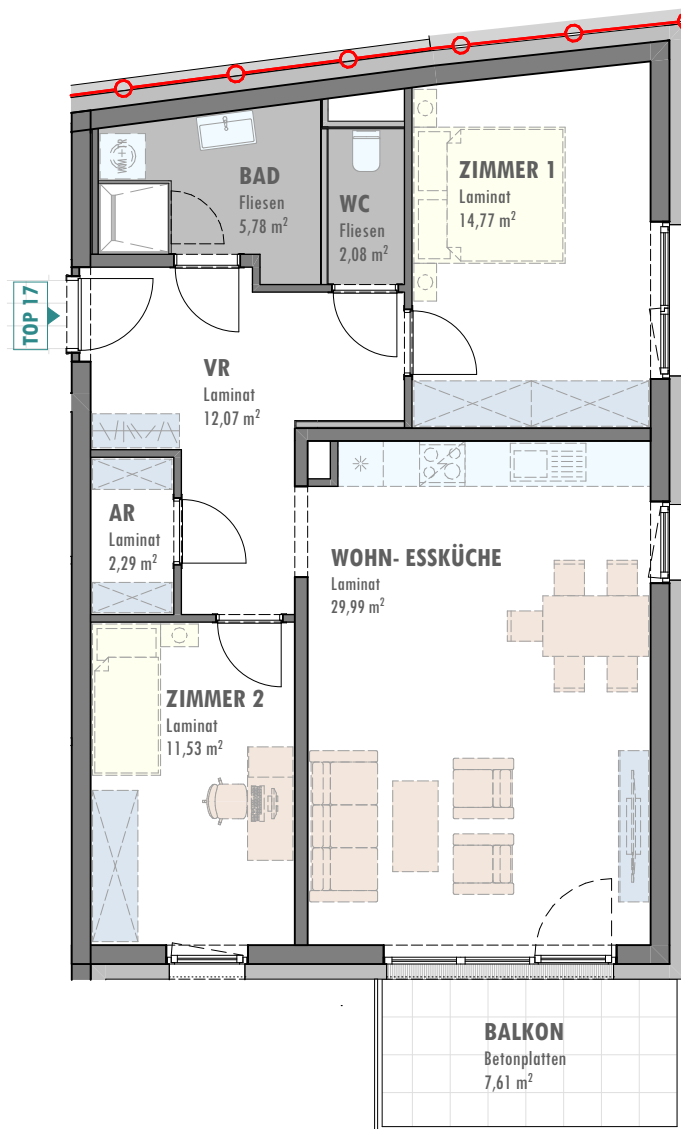 BAD
Fliesen
5,78 m²
WM+TR
WC
Fliesen
2,08 m²
ZIMMER 1
Laminat
14,77 m²
TOP 17
VR
Laminat
12,07 m²
AR
Laminat
2,29 m²
WOHN- ESSKÜCHE
Laminat
29,99 m²
ZIMMER 2
Laminat
11,53 m²
BALKON
Betonplatten
7,61 m²